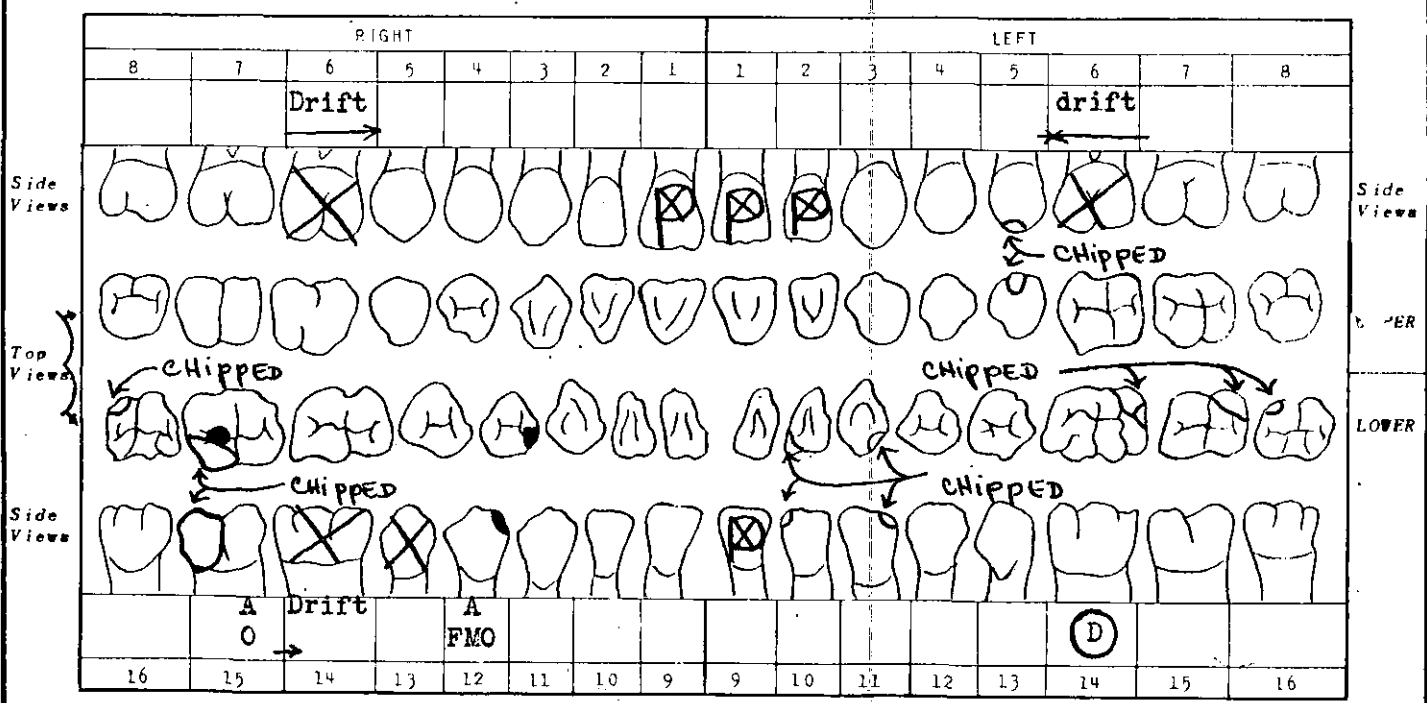 RIGHT LEFT
8 7 6 5 4 3 2 1 1 2 3 4 5 6 7 8
Drift drift
Side Views Side Views
P P P
CHippED
PER
Top Views
CHippED CHippED
LOWER
CHippED CHippED
Side Views
P
A Drift A
O FMO D
16 15 14 13 12 11 10 9 9 10 11 12 13 14 15 16